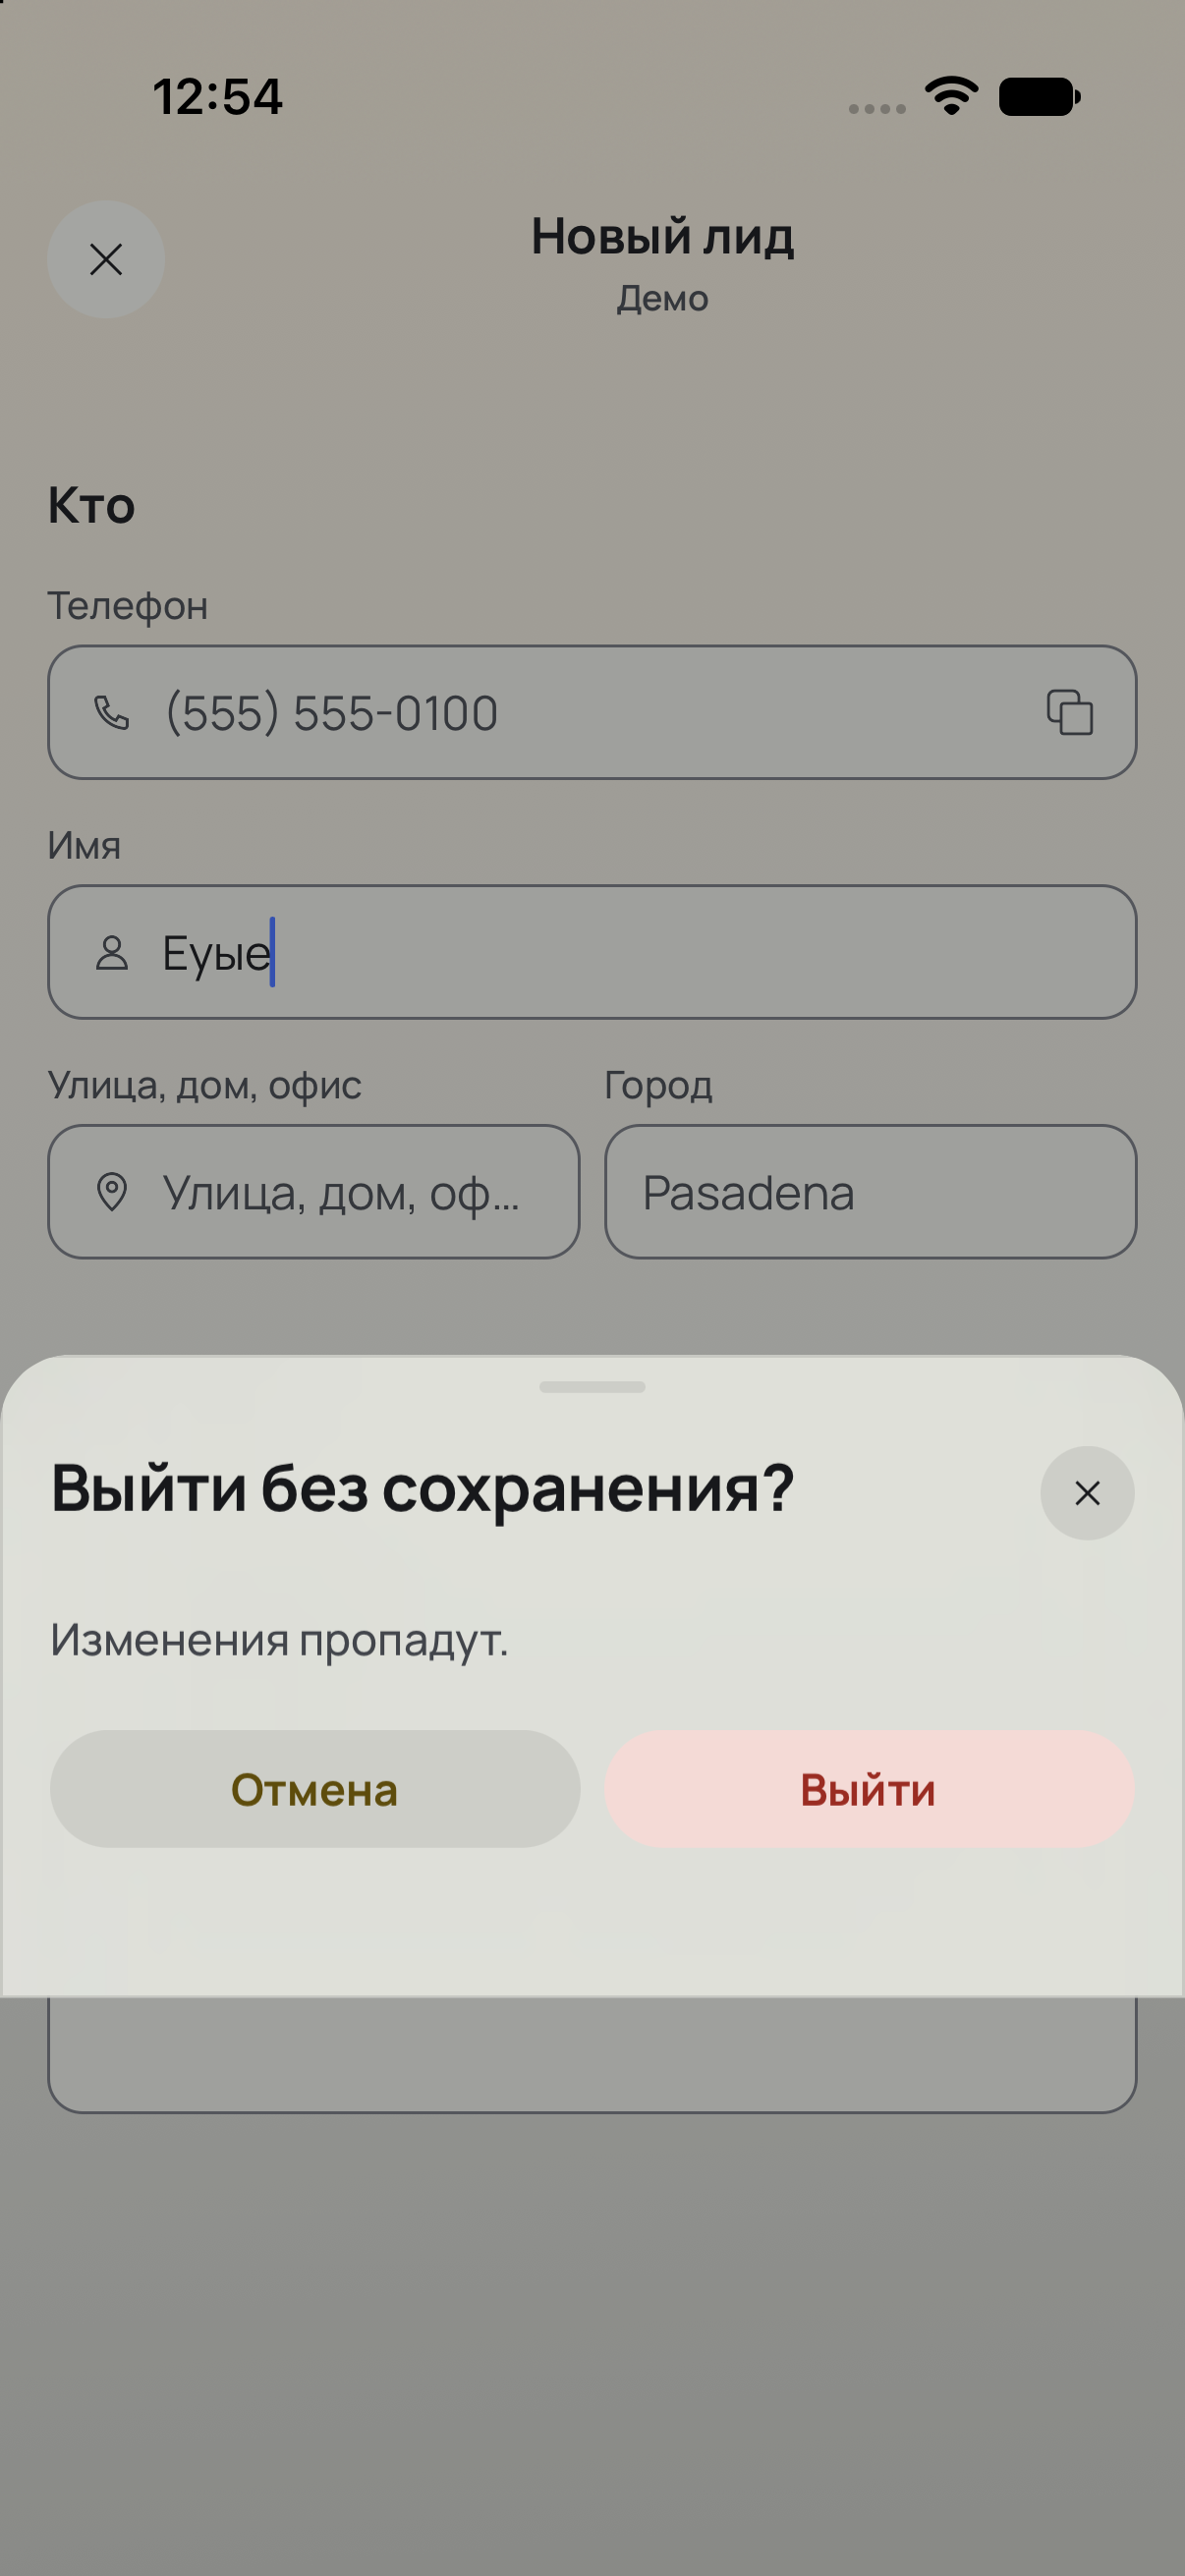 12:54
Новый лид
Демо
Кто
Телефон
(555) 555-0100
Имя
Еуые
Улица, дом, офис
Город
Улица, дом, оф...
Pasadena
Выйти без сохранения?
Изменения пропадут.
Отмена
Выйти